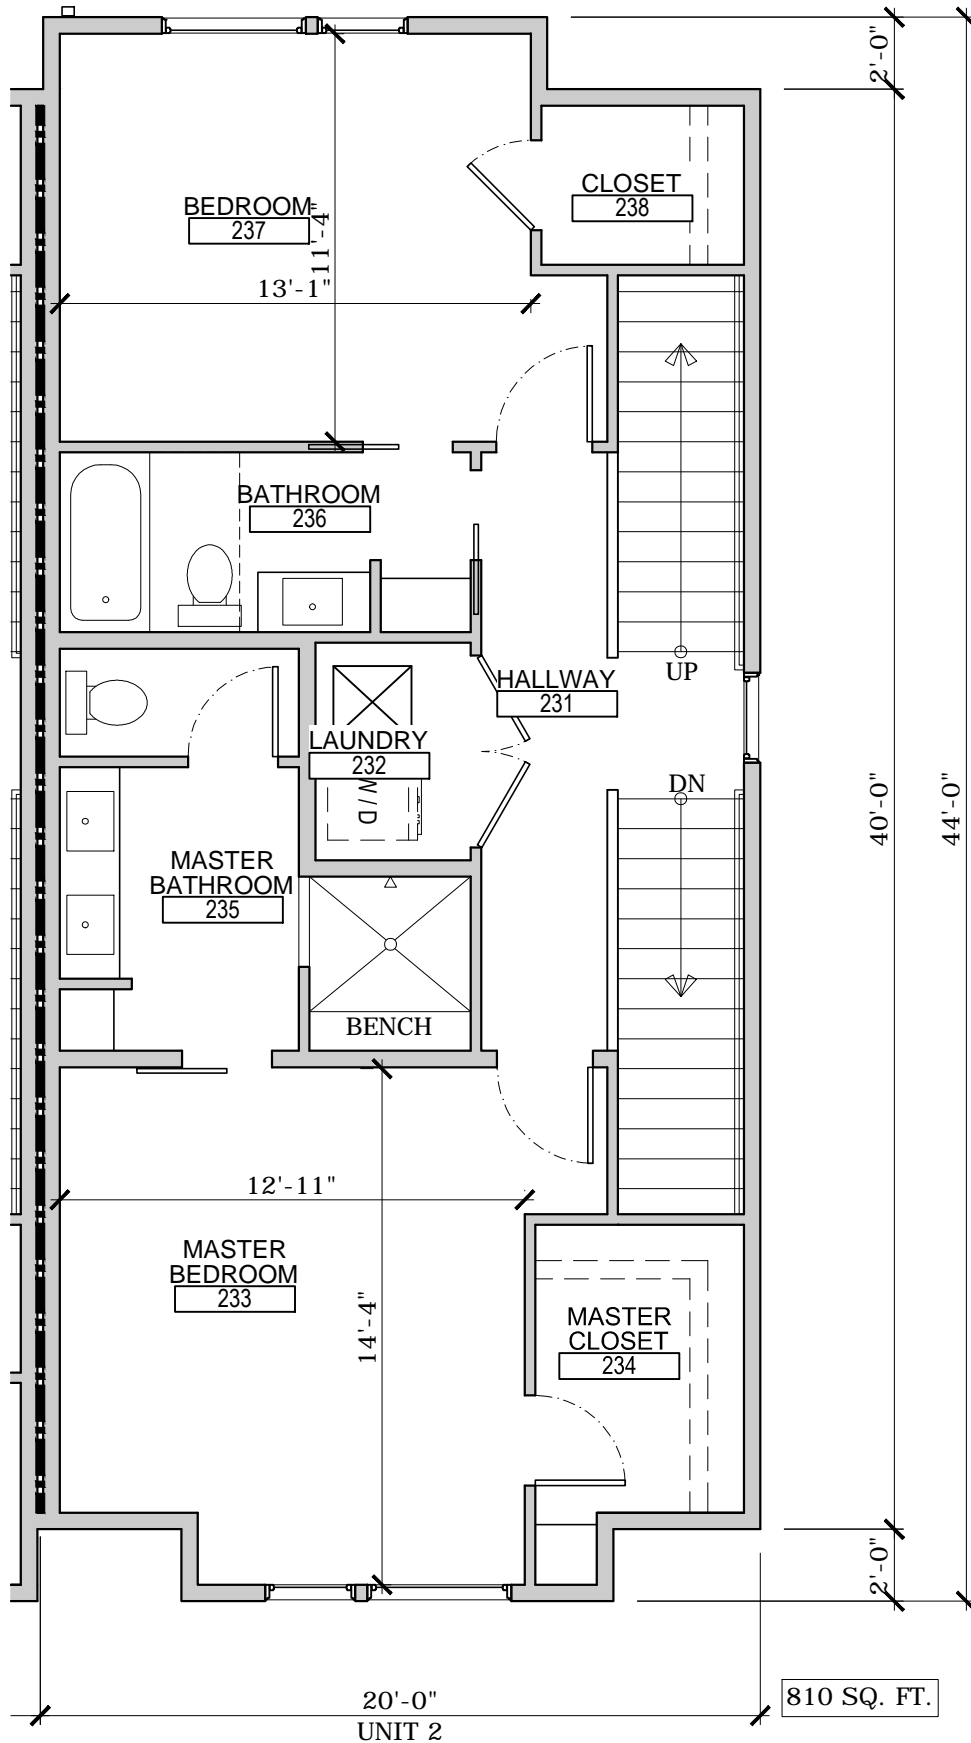 2'-0"
CLOSET
238
BEDROOM
237
11'-4"
13'-1"
BATHROOM
236
UP
HALLWAY
231
LAUNDRY
232
W/D
DN
40'-0"
44'-0"
MASTER
BATHROOM
235
BENCH
12'-11"
MASTER
BEDROOM
233
14'-4"
MASTER
CLOSET
234
2'-0"
20'-0"
UNIT 2
810 SQ. FT.